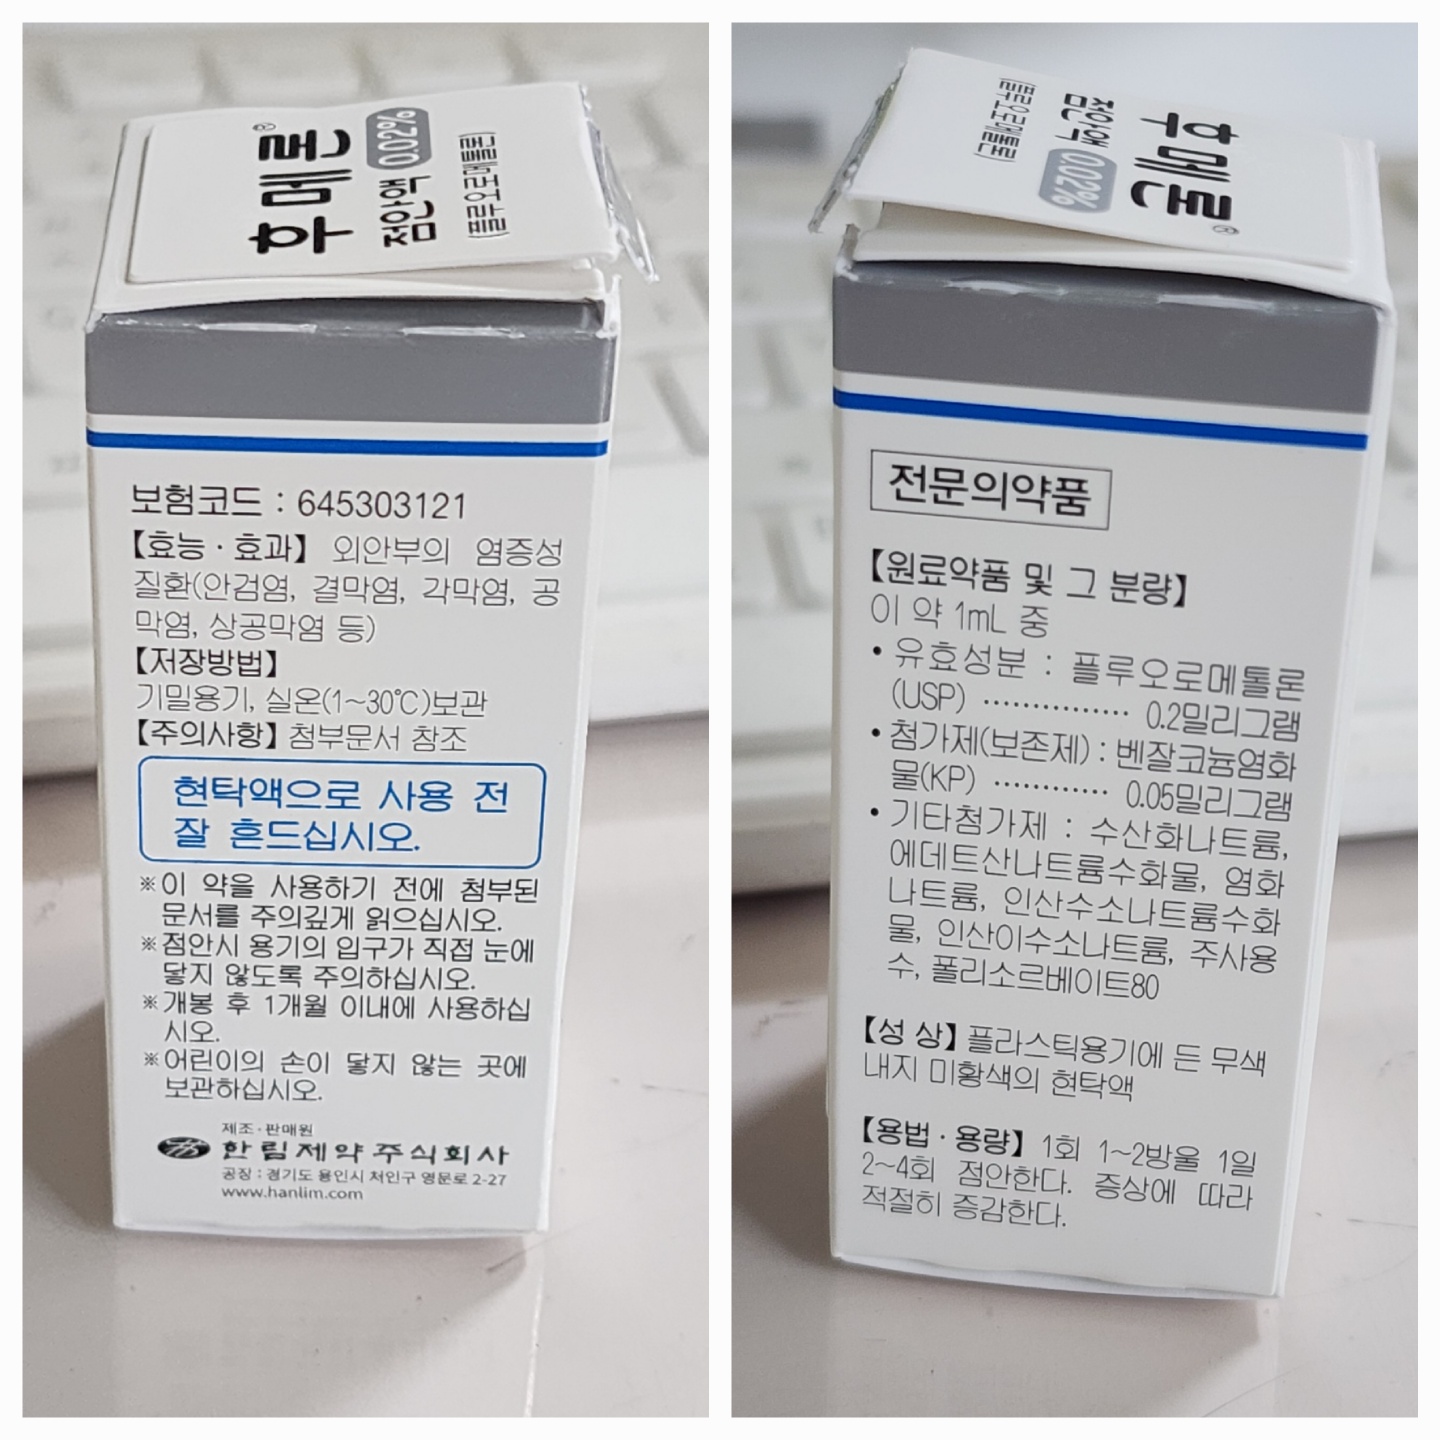 후메론®
점안액 0.02%
(플루오로메톨론)
보험코드 : 645303121
【효능·효과】 외안부의 염증성
질환(안검염, 결막염, 각막염, 공
막염, 상공막염 등)
【저장방법】
기밀용기, 실온(1~30℃)보관
【주의사항】 첨부문서 참조
현탁액으로 사용 전
잘 흔드십시오.
※이 약을 사용하기 전에 첨부된
문서를 주의깊게 읽으십시오.
※점안시 용기의 입구가 직접 눈에
닿지 않도록 주의하십시오.
※개봉 후 1개월 이내에 사용하십
시오.
※어린이의 손이 닿지 않는 곳에
보관하십시오.
제조·판매원
한림제약주식회사
공장 : 경기도 용인시 처인구 영문로 2-27
www.hanlim.com
후메론®
점안액 0.02%
(플루오로메톨론)
전문의약품
【원료약품 및 그 분량】
이 약 1mL 중
• 유효성분 : 플루오로메톨론
(USP) ··············· 0.2밀리그램
• 첨가제(보존제) : 벤잘코늄염화
물(KP) ············ 0.05밀리그램
• 기타첨가제 : 수산화나트륨,
에데트산나트륨수화물, 염화
나트륨, 인산수소나트륨수화
물, 인산이수소나트륨, 주사용
수, 폴리소르베이트80
【성 상】 플라스틱용기에 든 무색
내지 미황색의 현탁액
【용법·용량】 1회 1~2방울 1일
2~4회 점안한다. 증상에 따라
적절히 증감한다.